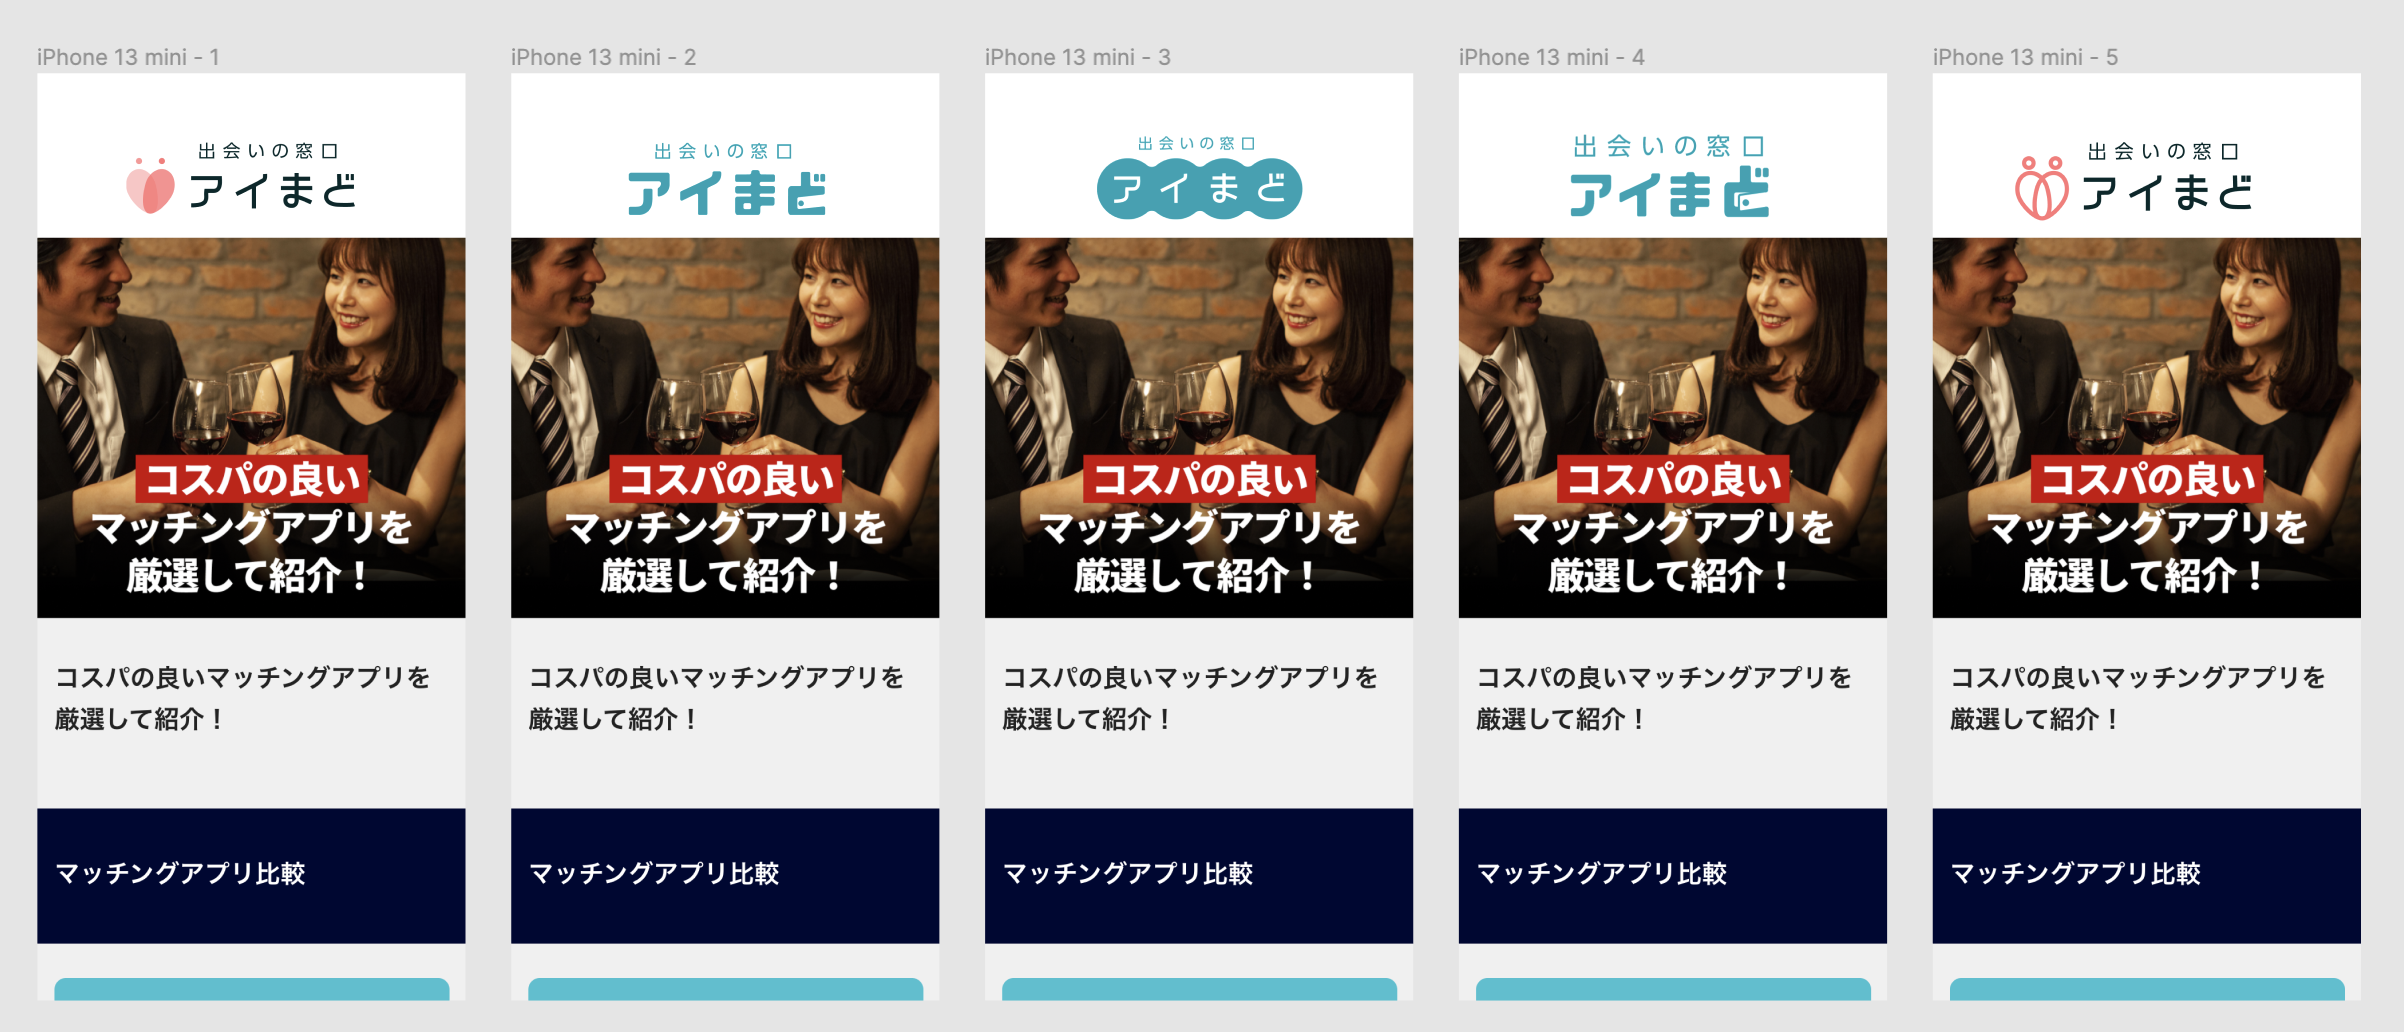 iPhone 13 mini - 1
出会いの窓口
アイまど
コスパの良い
マッチングアプリを
厳選して紹介！
コスパの良いマッチングアプリを
厳選して紹介！
マッチングアプリ比較
iPhone 13 mini - 2
出会いの窓口
アイまど
コスパの良い
マッチングアプリを
厳選して紹介！
コスパの良いマッチングアプリを
厳選して紹介！
マッチングアプリ比較
iPhone 13 mini - 3
出会いの窓口
アイまど
コスパの良い
マッチングアプリを
厳選して紹介！
コスパの良いマッチングアプリを
厳選して紹介！
マッチングアプリ比較
iPhone 13 mini - 4
出会いの窓口
アイまど
コスパの良い
マッチングアプリを
厳選して紹介！
コスパの良いマッチングアプリを
厳選して紹介！
マッチングアプリ比較
iPhone 13 mini - 5
出会いの窓口
アイまど
コスパの良い
マッチングアプリを
厳選して紹介！
コスパの良いマッチングアプリを
厳選して紹介！
マッチングアプリ比較